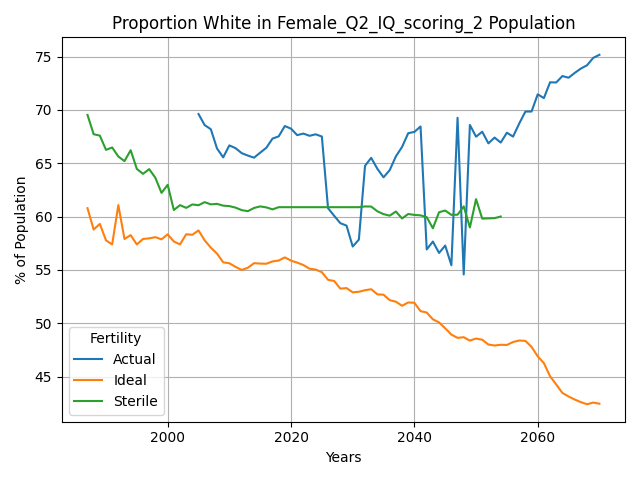 Proportion White in Female_Q2_IQ_scoring_2 Population
% of Population
75
70
65
60
55
50
45
Fertility
Actual
Ideal
Sterile
2000
2020
2040
2060
Years